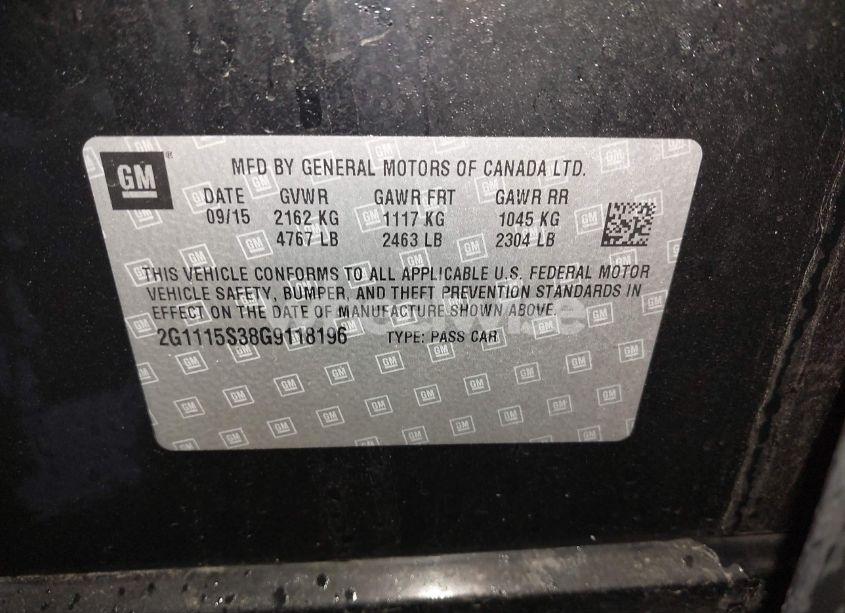 GM ® MFD BY GENERAL MOTORS OF CANADA LTD.
DATE GVWR GAWR FRT GAWR RR
09/15 2162 KG 1117 KG 1045 KG
4767 LB 2463 LB 2304 LB
THIS VEHICLE CONFORMS TO ALL APPLICABLE U.S. FEDERAL MOTOR
VEHICLE SAFETY, BUMPER, AND THEFT PREVENTION STANDARDS IN
EFFECT ON THE DATE OF MANUFACTURE SHOWN ABOVE.
2G1115S38G9118196 TYPE: PASS CAR